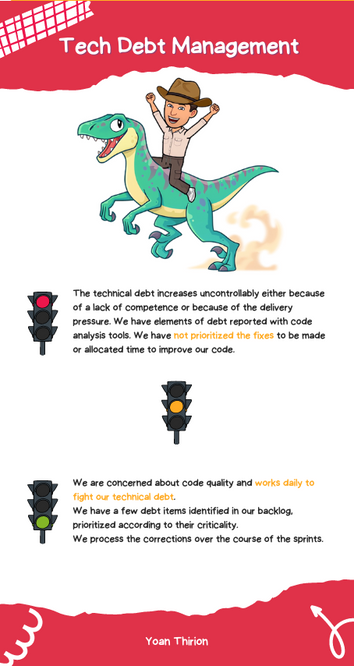 Tech Debt Management
The technical debt increases uncontrollably either because
of a lack of competence or because of the delivery
pressure. We have elements of debt reported with code
analysis tools. We have not prioritized the fixes to be made
or allocated time to improve our code.
We are concerned about code quality and works daily to
fight our technical debt.
We have a few debt items identified in our backlog,
prioritized according to their criticality.
We process the corrections over the course of the sprints.
Yoan Thirion